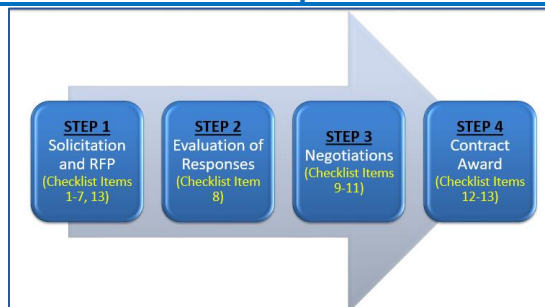 STEP 1
Solicitation
and RFP
(Checklist Items
1-7, 13)
STEP 2
Evaluation of
Responses
(Checklist Item
8)
STEP 3
Negotiations
(Checklist Items
9-11)
STEP 4
Contract
Award
(Checklist Items
12-13)